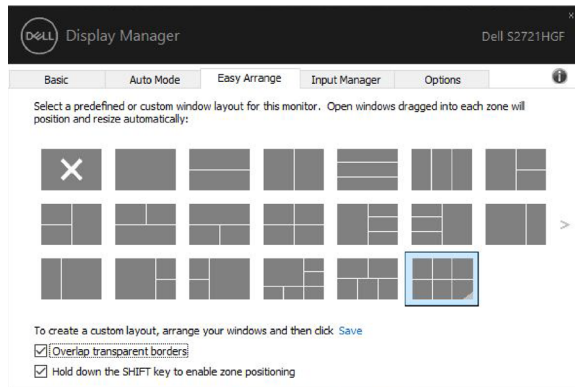 DELL Display Manager
Dell S2721HGF
Basic Auto Mode Easy Arrange Input Manager Options
Select a predefined or custom window layout for this monitor. Open windows dragged into each zone will
position and resize automatically:
To create a custom layout, arrange your windows and then click Save
Overlap transparent borders
Hold down the SHIFT key to enable zone positioning